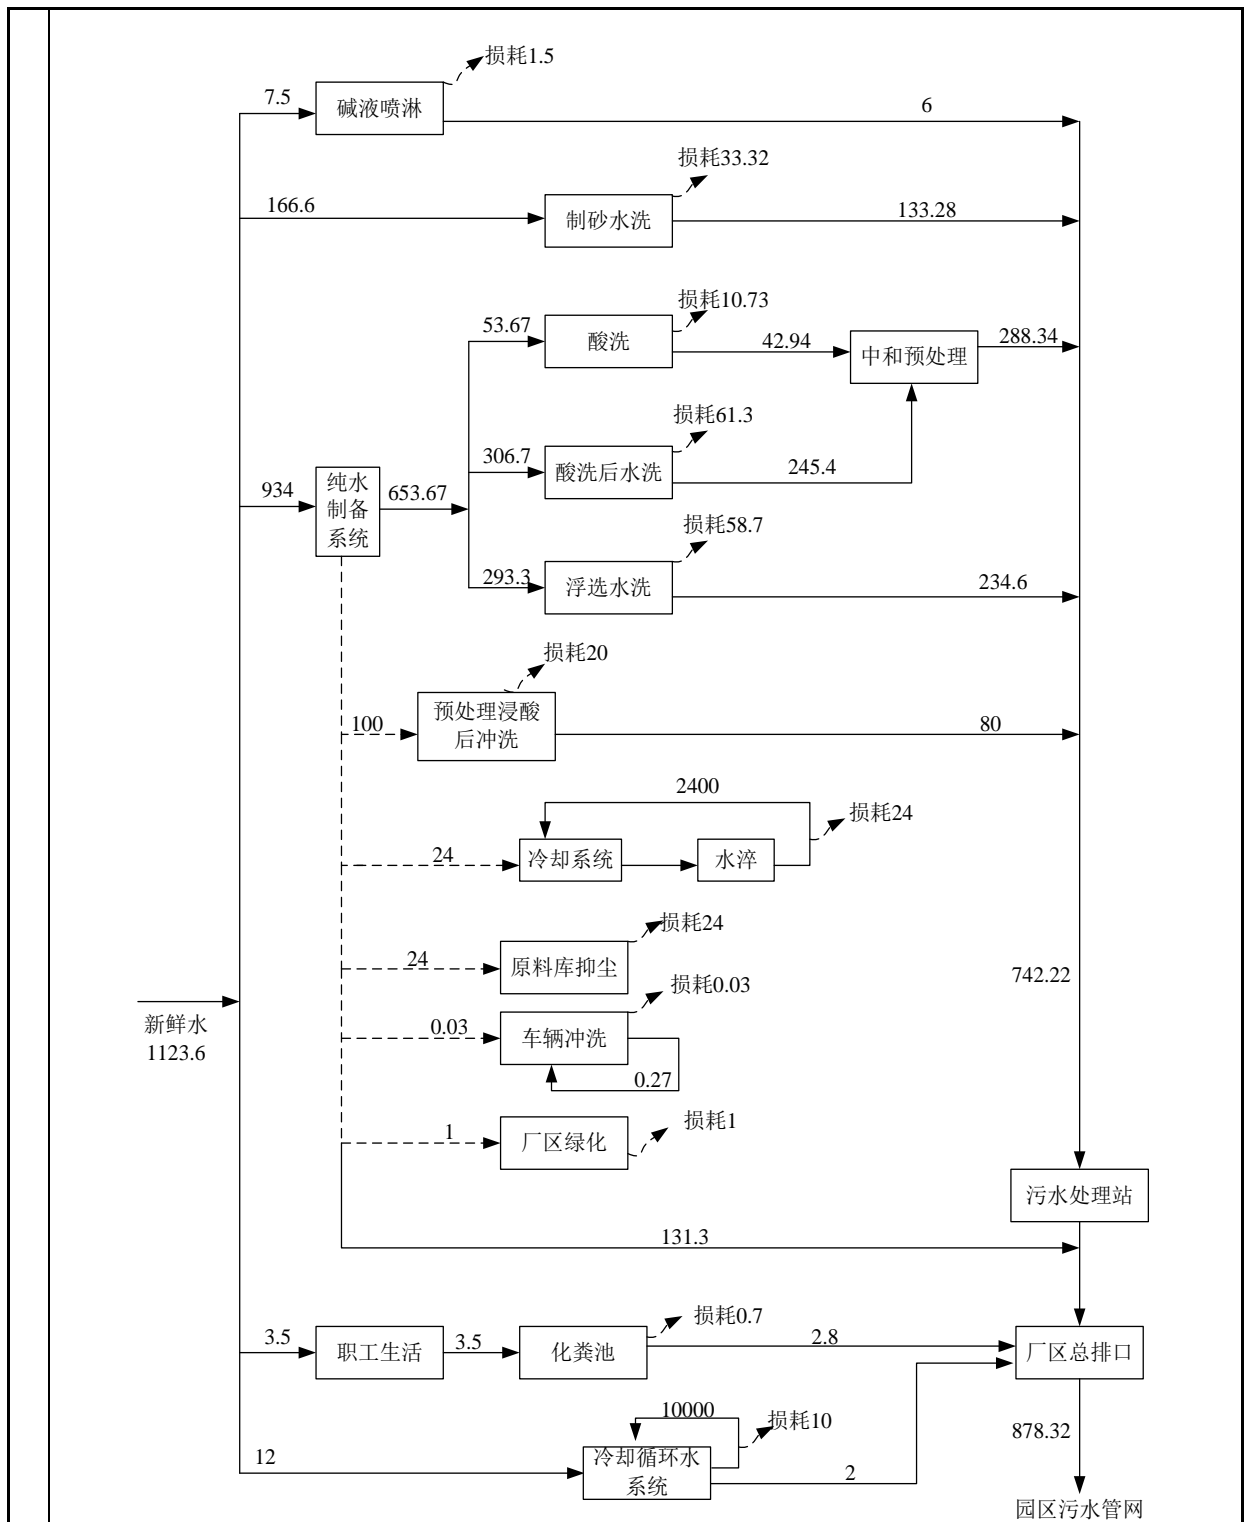 损耗1.5
7.5
碱液喷淋
6
损耗33.32
166.6
制砂水洗
133.28
损耗10.73
53.67
酸洗
42.94
中和预处理
288.34
损耗61.3
306.7
酸洗后水洗
245.4
934
纯水
制备
系统
653.67
损耗58.7
293.3
浮选水洗
234.6
损耗20
100
预处理浸酸
后冲洗
80
2400
损耗24
24
冷却系统
水淬
损耗24
24
原料库抑尘
742.22
损耗0.03
0.03
车辆冲洗
0.27
新鲜水
1123.6
损耗1
1
厂区绿化
污水处理站
131.3
损耗0.7
3.5
职工生活
3.5
化粪池
2.8
厂区总排口
10000
损耗10
878.32
12
冷却循环水
系统
2
园区污水管网